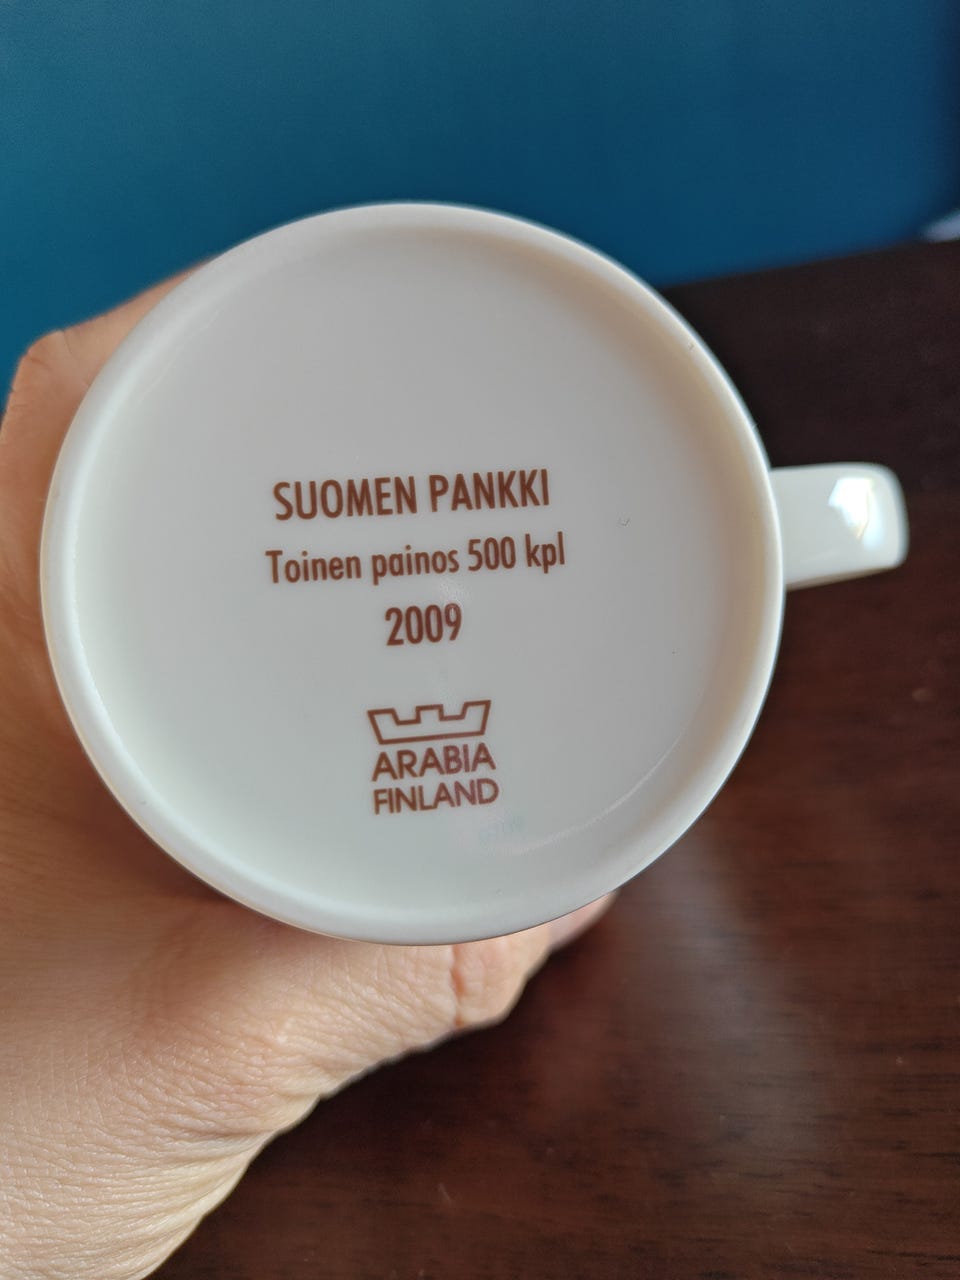 SUOMEN PANKKI
Toinen painos 500 kpl
2009
ARABIA
FINLAND